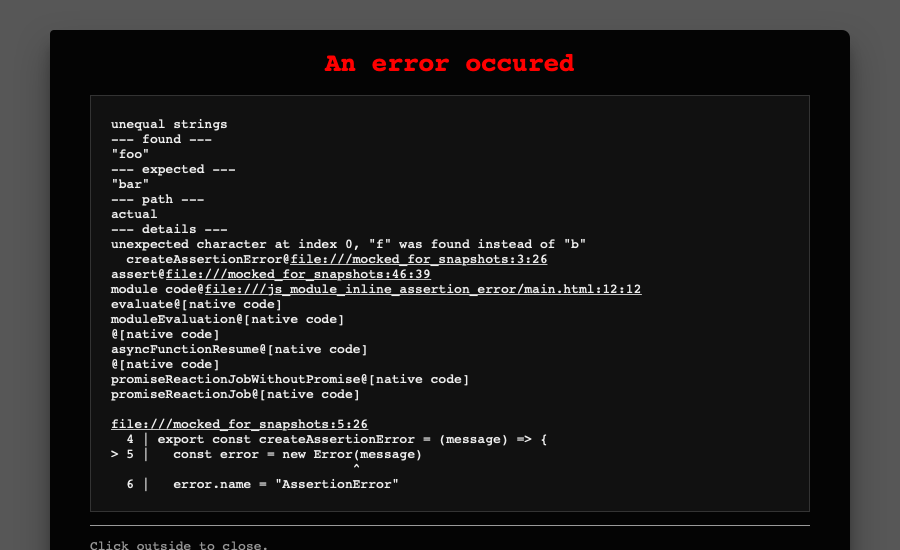 An error occured
unequal strings
--- found ---
"foo"
--- expected ---
"bar"
--- path ---
actual
--- details ---
unexpected character at index 0, "f" was found instead of "b"
  createAssertionError@file:///mocked_for_snapshots:3:26
assert@file:///mocked_for_snapshots:46:39
module code@file:///js_module_inline_assertion_error/main.html:12:12
evaluate@[native code]
moduleEvaluation@[native code]
@[native code]
asyncFunctionResume@[native code]
@[native code]
promiseReactionJobWithoutPromise@[native code]
promiseReactionJob@[native code]

file:///mocked_for_snapshots:5:26
  4 | export const createAssertionError = (message) => {
> 5 |   const error = new Error(message)
                               ^
  6 |   error.name = "AssertionError"
Click outside to close.